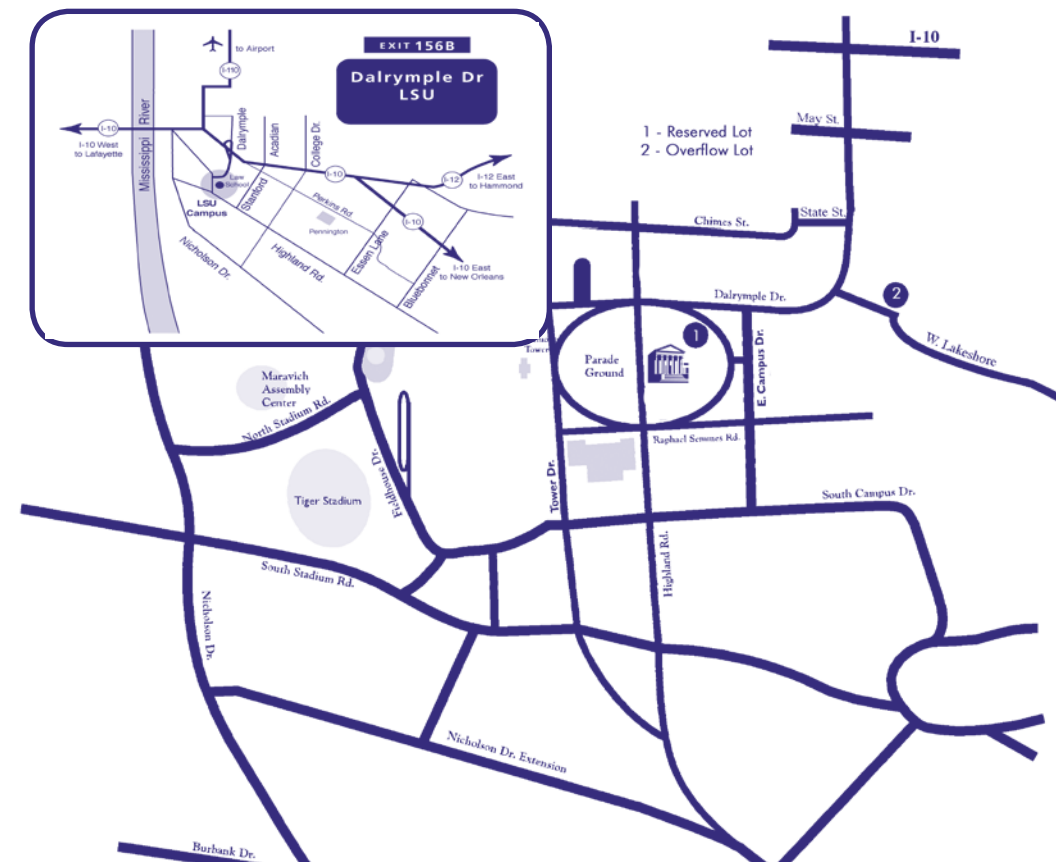 EXIT 156B
Dalrymple Dr
LSU
to Airport
I-110
I-10
I-10 West
to Lafayette
Mississippi River
Dalrymple
Acadian
College Dr.
Law
School
LSU
Campus
Stanford
I-10
Perkins Rd.
Pennington
I-12
I-12 East
to Hammond
I-10
I-10 East
to New Orleans
Essen Lane
Bluebonnet
Highland Rd.
Nicholson Dr.
I-10
May St.
1 - Reserved Lot
2 - Overflow Lot
State St.
Chimes St.
Dalrymple Dr.
2
1
W. Lakeshore
E. Campus Dr.
Parade
Ground
Tower
Maravich
Assembly
Center
North Stadium Rd.
Raphael Semmes Rd.
Fieldhouse Dr.
Tower Dr.
Tiger Stadium
South Campus Dr.
Highland Rd.
South Stadium Rd.
Nicholson Dr.
Nicholson Dr. Extension
Burbank Dr.